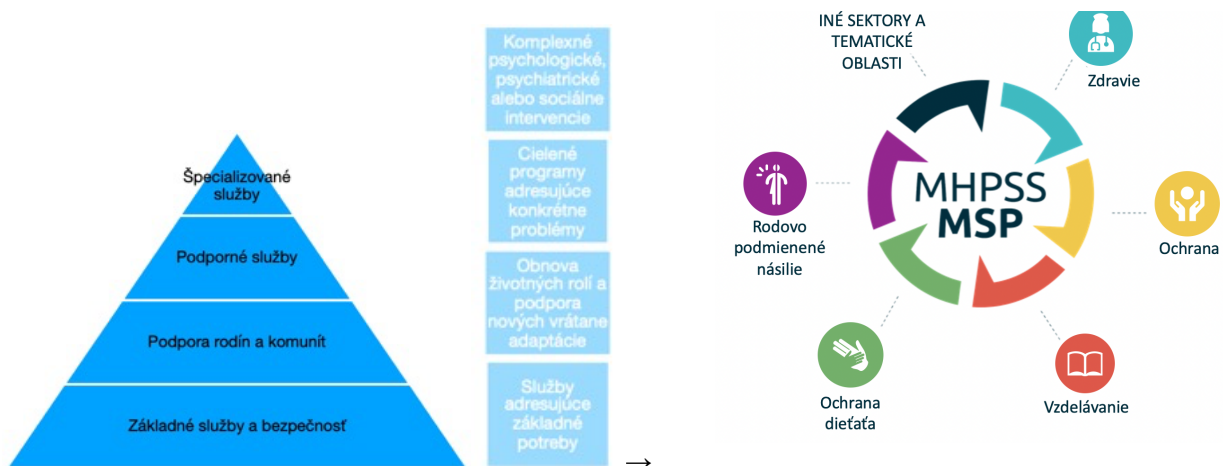 Špecializované
služby
Podporné služby
Podpora rodín a komunít
Základné služby a bezpečnosť
Komplexné
psychologické,
psychiatrické
alebo sociálne
intervencie
Cielené
programy
adresujúce
konkrétne
problémy
Obnova
životných rolí a
podpora
nových vrátane
adaptácie
Služby
adresujúce
základné
potreby
→
INÉ SEKTORY A
TEMATICKÉ
OBLASTI
Zdravie
Ochrana
Vzdelávanie
Ochrana
dieťaťa
Rodovo
podmienené
násilie
MHPSS
MSP